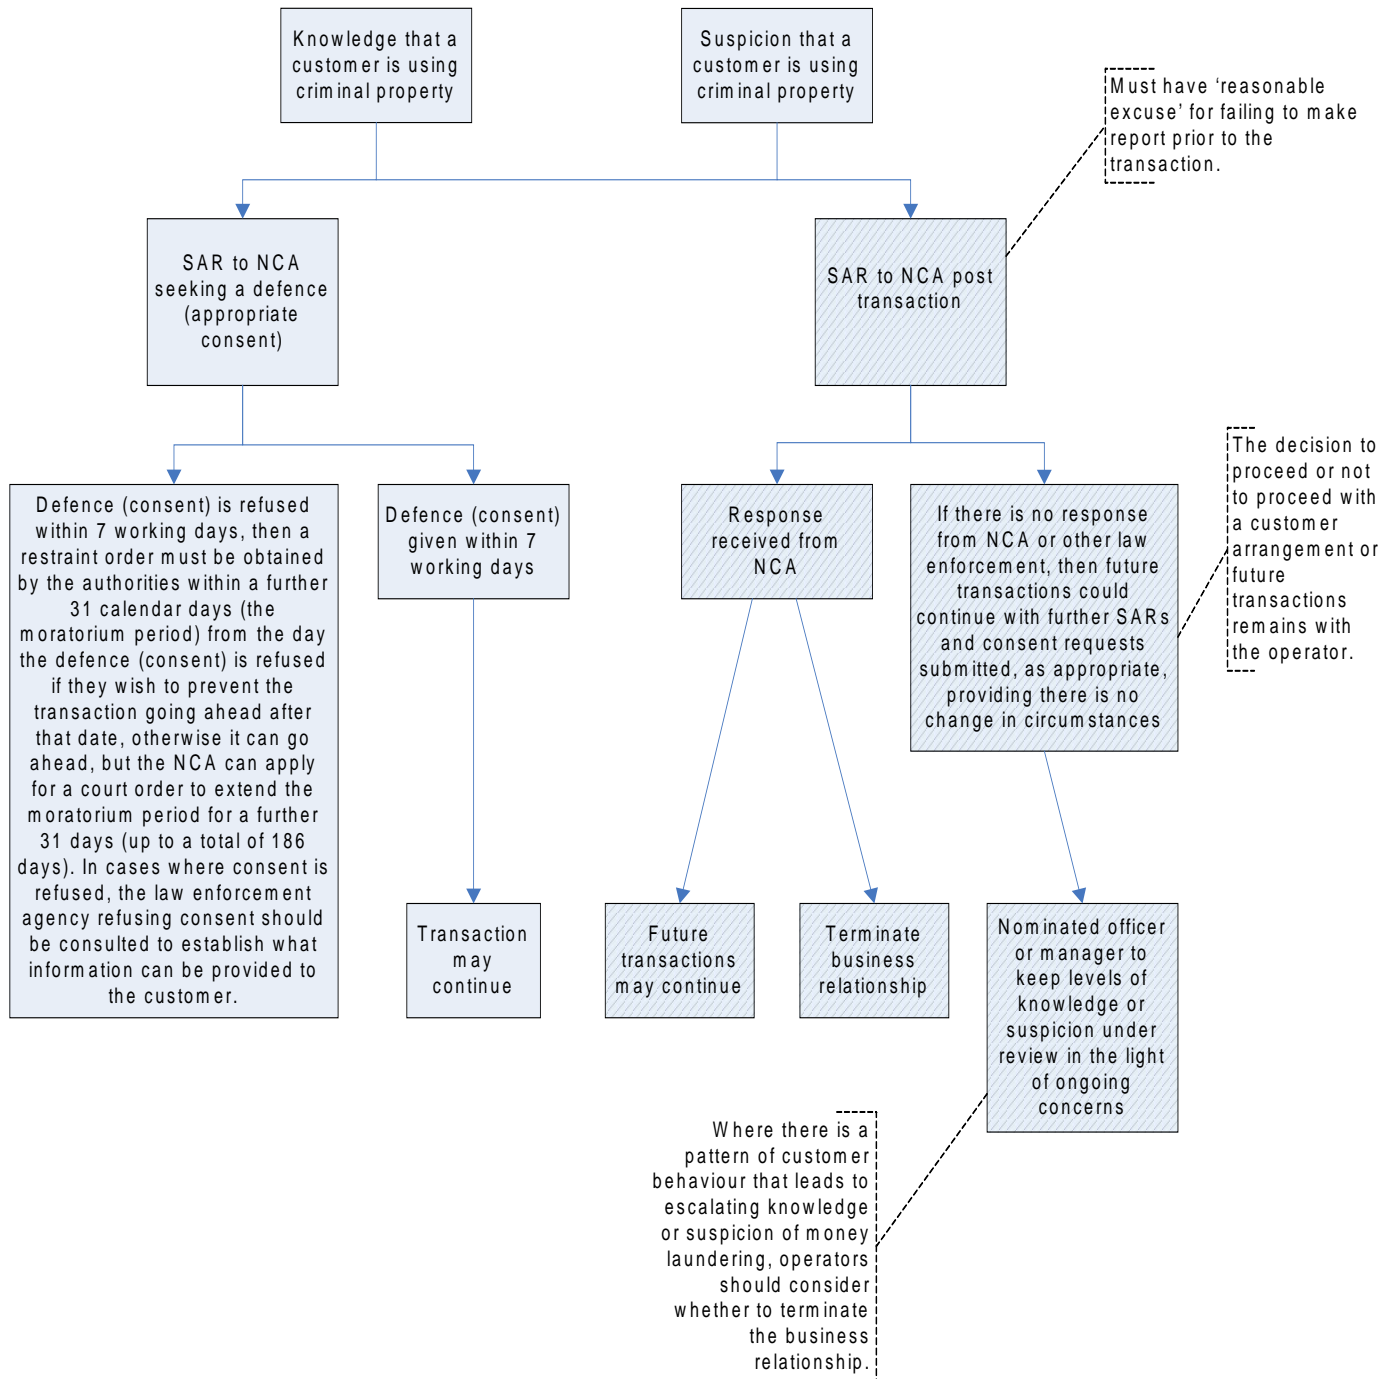 Knowledge that a
customer is using
criminal property
Suspicion that a
customer is using
criminal property
Must have ‘reasonable
excuse’ for failing to make
report prior to the
transaction.
SAR to NCA
seeking a defence
(appropriate
consent)
SAR to NCA post
transaction
Defence (consent) is refused
within 7 working days, then a
restraint order must be obtained
by the authorities within a further
31 calendar days (the
moratorium period) from the day
the defence (consent) is refused
if they wish to prevent the
transaction going ahead after
that date, otherwise it can go
ahead, but the NCA can apply
for a court order to extend the
moratorium period for a further
31 days (up to a total of 186
days). In cases where consent is
refused, the law enforcement
agency refusing consent should
be consulted to establish what
information can be provided to
the customer.
Defence (consent)
given within 7
working days
Response
received from
NCA
If there is no response
from NCA or other law
enforcement, then future
transactions could
continue with further SARs
and consent requests
submitted, as appropriate,
providing there is no
change in circumstances
The decision to
proceed or not
to proceed with
a customer
arrangement or
future
transactions
remains with
the operator.
Transaction
may
continue
Future
transactions
may continue
Terminate
business
relationship
Nominated officer
or manager to
keep levels of
knowledge or
suspicion under
review in the light
of ongoing
concerns
Where there is a
pattern of customer
behaviour that leads to
escalating knowledge
or suspicion of money
laundering, operators
should consider
whether to terminate
the business
relationship.